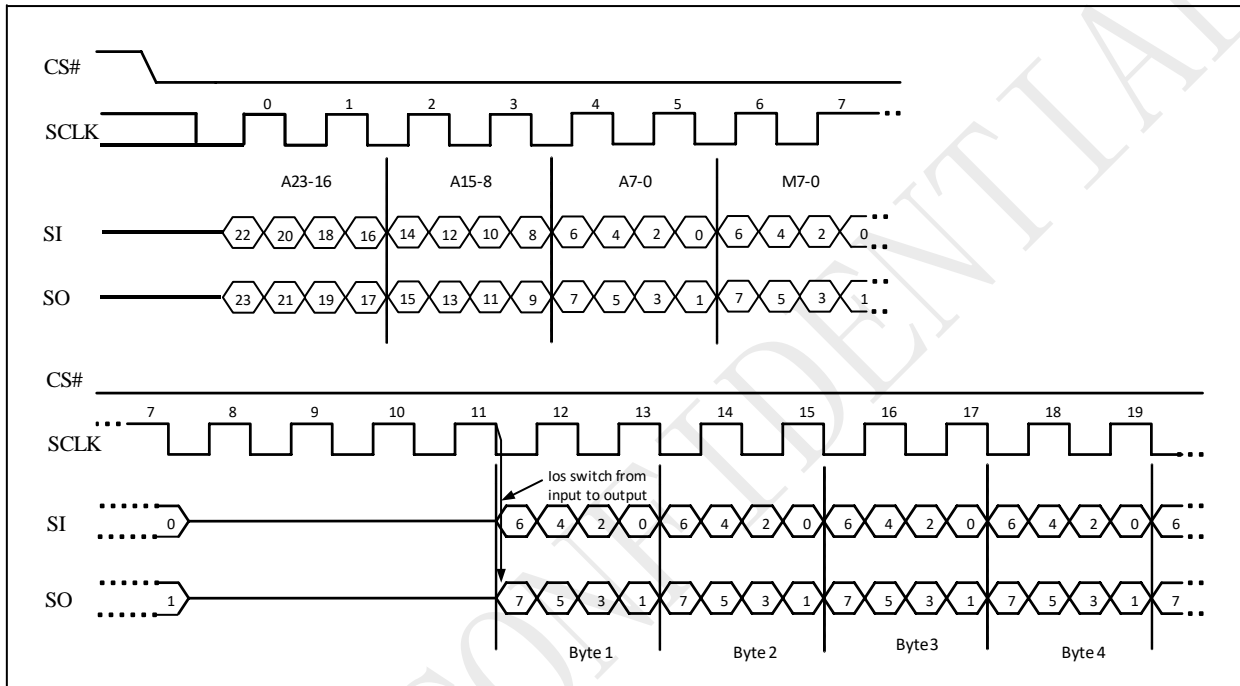 CS#
0 1 2 3 4 5 6 7
SCLK
A23-16 A15-8 A7-0 M7-0
SI 22 20 18 16 14 12 10 8 6 4 2 0 6 4 2 0
SO 23 21 19 17 15 13 11 9 7 5 3 1 7 5 3 1
CS#
7 8 9 10 11 12 13 14 15 16 17 18 19
SCLK
Ios switch from
input to output
SI 0 6 4 2 0 6 4 2 0 6 4 2 0 6 4 2 0 6
SO 1 7 5 3 1 7 5 3 1 7 5 3 1 7 5 3 1 7
Byte 1 Byte 2 Byte3 Byte 4
CONFIDENTIAL